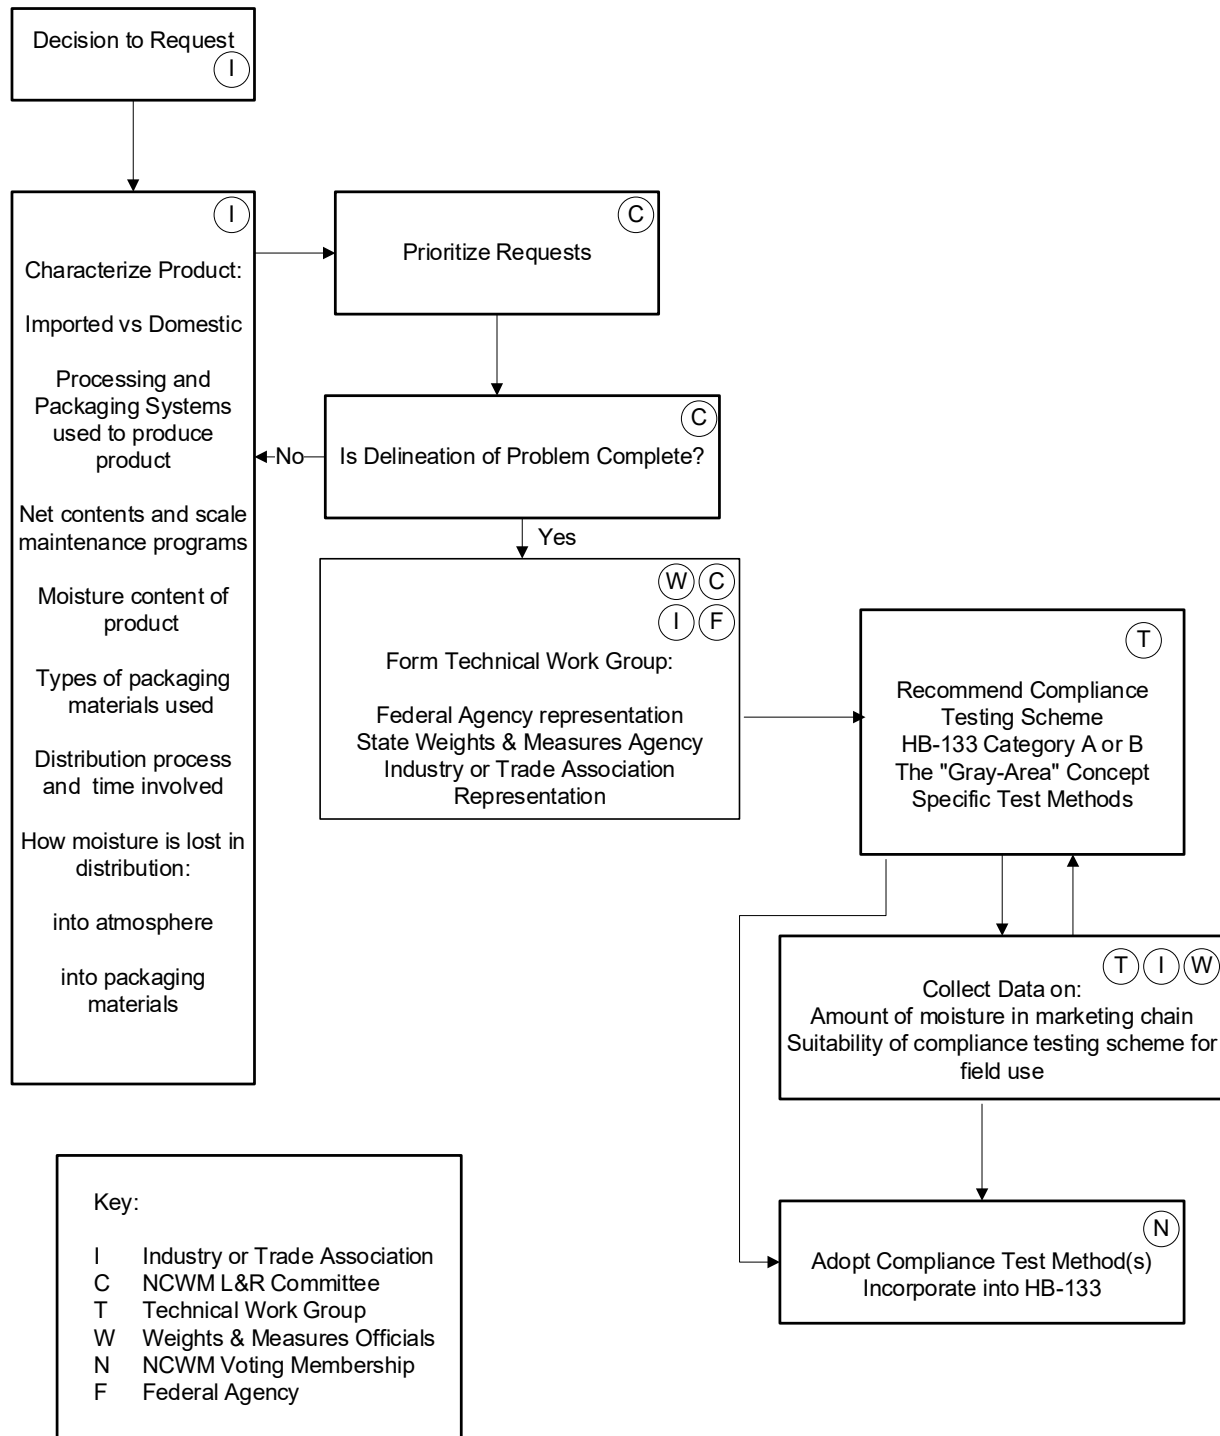 Decision to Request
I
I
Characterize Product:
Imported vs Domestic
Processing and
Packaging Systems
used to produce
product
Net contents and scale
maintenance programs
Moisture content of
product
Types of packaging
materials used
Distribution process
and time involved
How moisture is lost in
distribution:
into atmosphere
into packaging
materials
C
Prioritize Requests
C
Is Delineation of Problem Complete?
No
Yes
W C
I F
Form Technical Work Group:
Federal Agency representation
State Weights & Measures Agency
Industry or Trade Association
Representation
T
Recommend Compliance
Testing Scheme
HB-133 Category A or B
The "Gray-Area" Concept
Specific Test Methods
T I W
Collect Data on:
Amount of moisture in marketing chain
Suitability of compliance testing scheme for
field use
N
Adopt Compliance Test Method(s)
Incorporate into HB-133
Key:
I Industry or Trade Association
C NCWM L&R Committee
T Technical Work Group
W Weights & Measures Officials
N NCWM Voting Membership
F Federal Agency